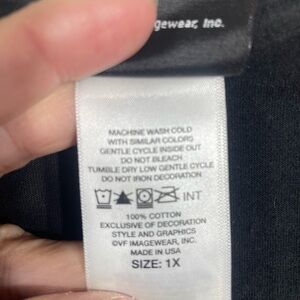 gewear, Inc.
MACHINE WASH COLD
WITH SIMILAR COLORS
GENTLE CYCLE INSIDE OUT
DO NOT BLEACH
TUMBLE DRY LOW GENTLE CYCLE
DO NOT IRON DECORATION
INT
100% COTTON
EXCLUSIVE OF DECORATION
STYLE AND GRAPHICS
©VF IMAGEWEAR, INC.
MADE IN USA
SIZE: 1X